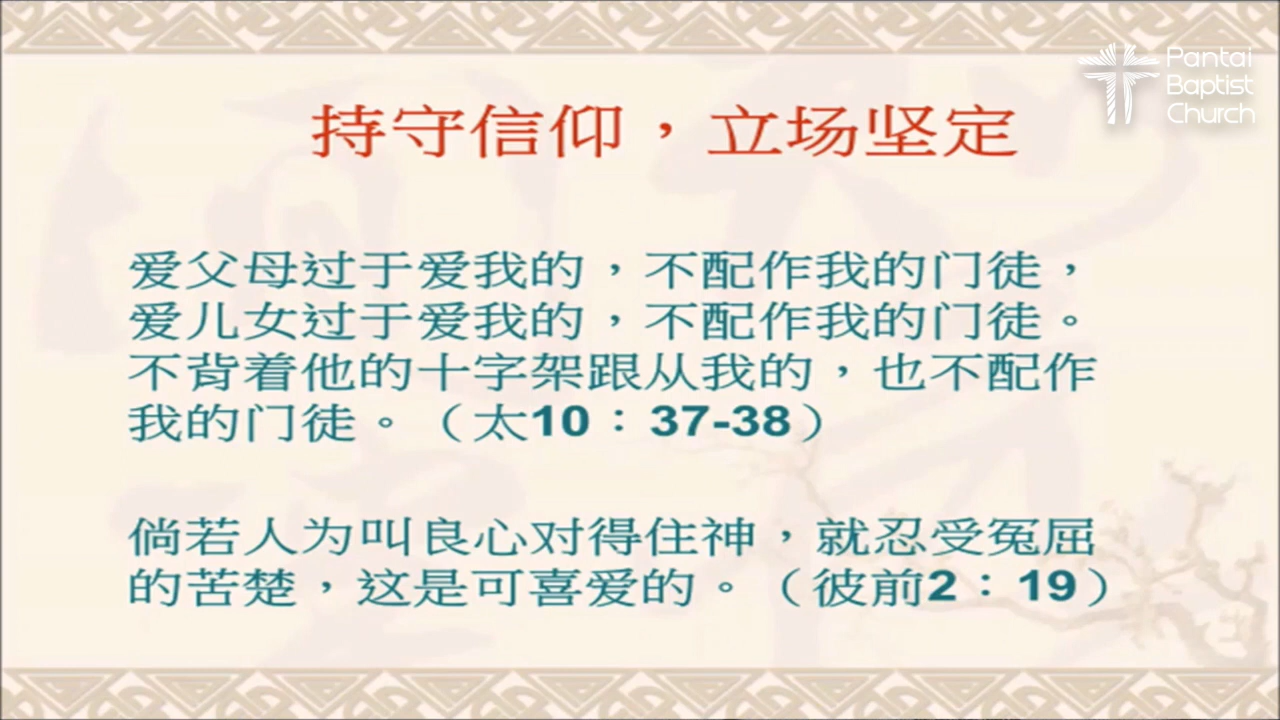 Pantai
Baptist
Church
持守信仰，立场坚定
爱父母过于爱我的，不配作我的门徒，
爱儿女过于爱我的，不配作我的门徒。
不背着他的十字架跟从我的，也不配作
我的门徒。（太10：37-38）
倘若人为叫良心对得住神，就忍受冤屈
的苦楚，这是可喜爱的。（彼前2：19）